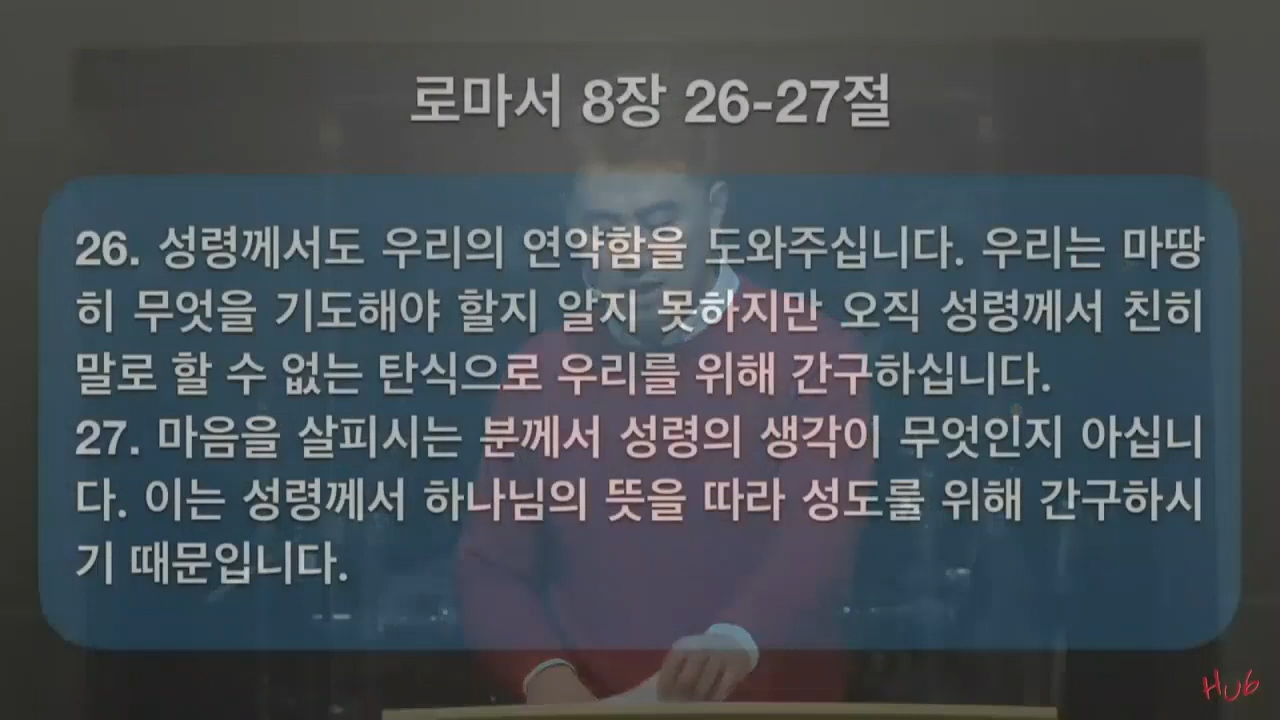 로마서 8장 26-27절
26. 성령께서도 우리의 연약함을 도와주십니다. 우리는 마땅
히 무엇을 기도해야 할지 알지 못하지만 오직 성령께서 친히
말로 할 수 없는 탄식으로 우리를 위해 간구하십니다.
27. 마음을 살피시는 분께서 성령의 생각이 무엇인지 아십니
다. 이는 성령께서 하나님의 뜻을 따라 성도를 위해 간구하시
기 때문입니다.
HUB